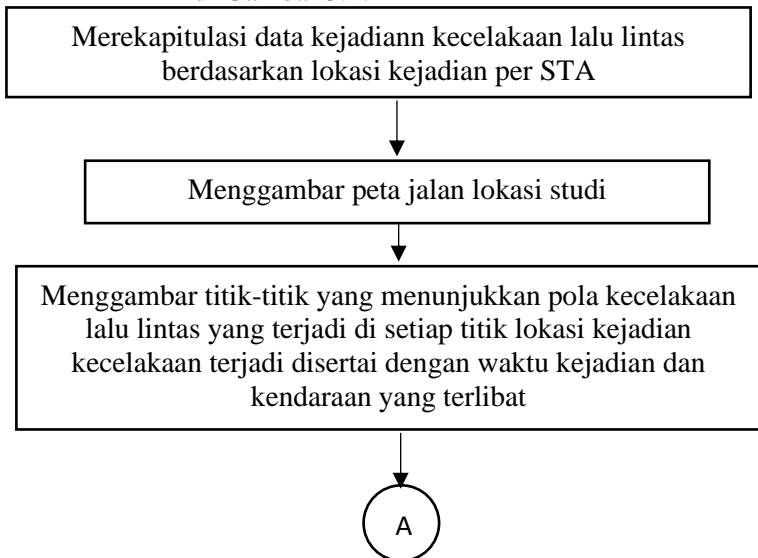 Merekapitulasi data kejadiann kecelakaan lalu lintas
berdasarkan lokasi kejadian per STA
Menggambar peta jalan lokasi studi
Menggambar titik-titik yang menunjukkan pola kecelakaan
lalu lintas yang terjadi di setiap titik lokasi kejadian
kecelakaan terjadi disertai dengan waktu kejadian dan
kendaraan yang terlibat
A